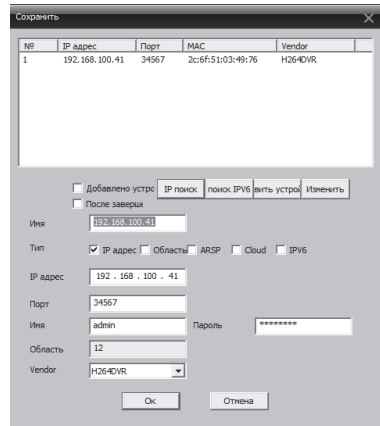 Сохранить
№ IP адрес Порт MAC Vendor
1 192.168.100.41 34567 2c:6f:51:03:49:76 H264DVR
Добавлено устро IP поиск поиск IPV6 вить устрой Изменить
После заверше
Имя 192.168.100.41
Тип IP адрес Область ARSP Cloud IPV6
IP адрес 192 . 168 . 100 . 41
Порт 34567
Имя admin Пароль ********
Область 12
Vendor H264DVR
Ок Отмена